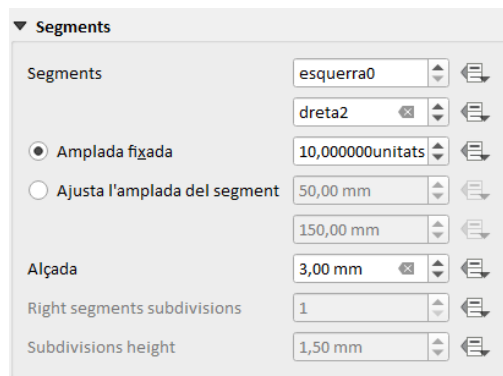 Segments
Segments esquerra0
dreta2
Amplada fixada 10,000000unitats
Ajusta l'amplada del segment 50,00 mm
150,00 mm
Alçada 3,00 mm
Right segments subdivisions 1
Subdivisions height 1,50 mm